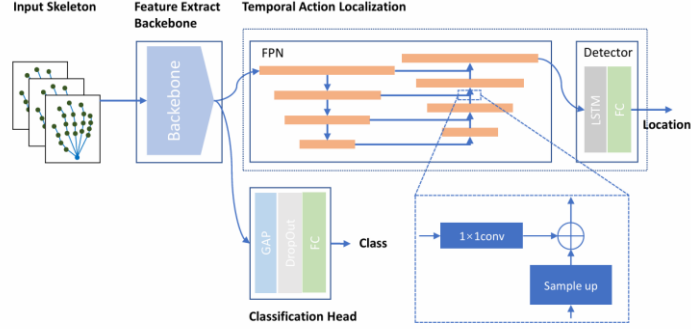 Input Skeleton
Feature Extract
Backbone
Temporal Action Localization
Backebone
FPN
Detector
LSTM
FC
Location
GAP
DropOut
FC
Class
Classification Head
1×1conv
Sample up